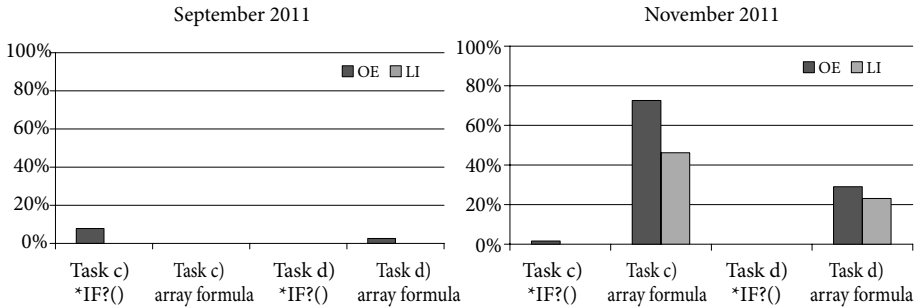 September 2011
100%
80%
60%
40%
20%
0%
OE LI
Task c)
*IF?()
Task c)
array formula
Task d)
*IF?()
Task d)
array formula
November 2011
100%
80%
60%
40%
20%
0%
OE LI
Task c)
*IF?()
Task c)
array formula
Task d)
*IF?()
Task d)
array formula